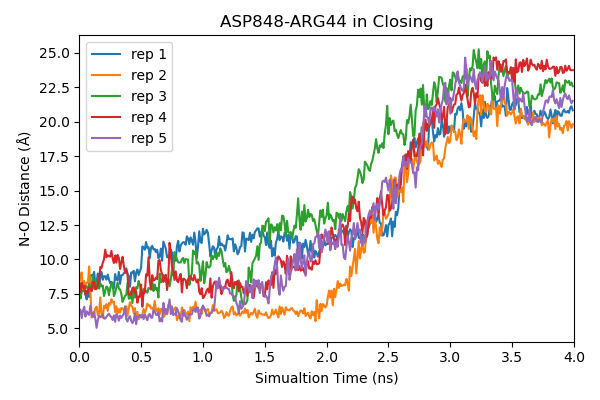 ASP848-ARG44 in Closing
rep 1
rep 2
rep 3
rep 4
rep 5
N-O Distance (Å)
25.0
22.5
20.0
17.5
15.0
12.5
10.0
7.5
5.0
0.0 0.5 1.0 1.5 2.0 2.5 3.0 3.5 4.0
Simualtion Time (ns)